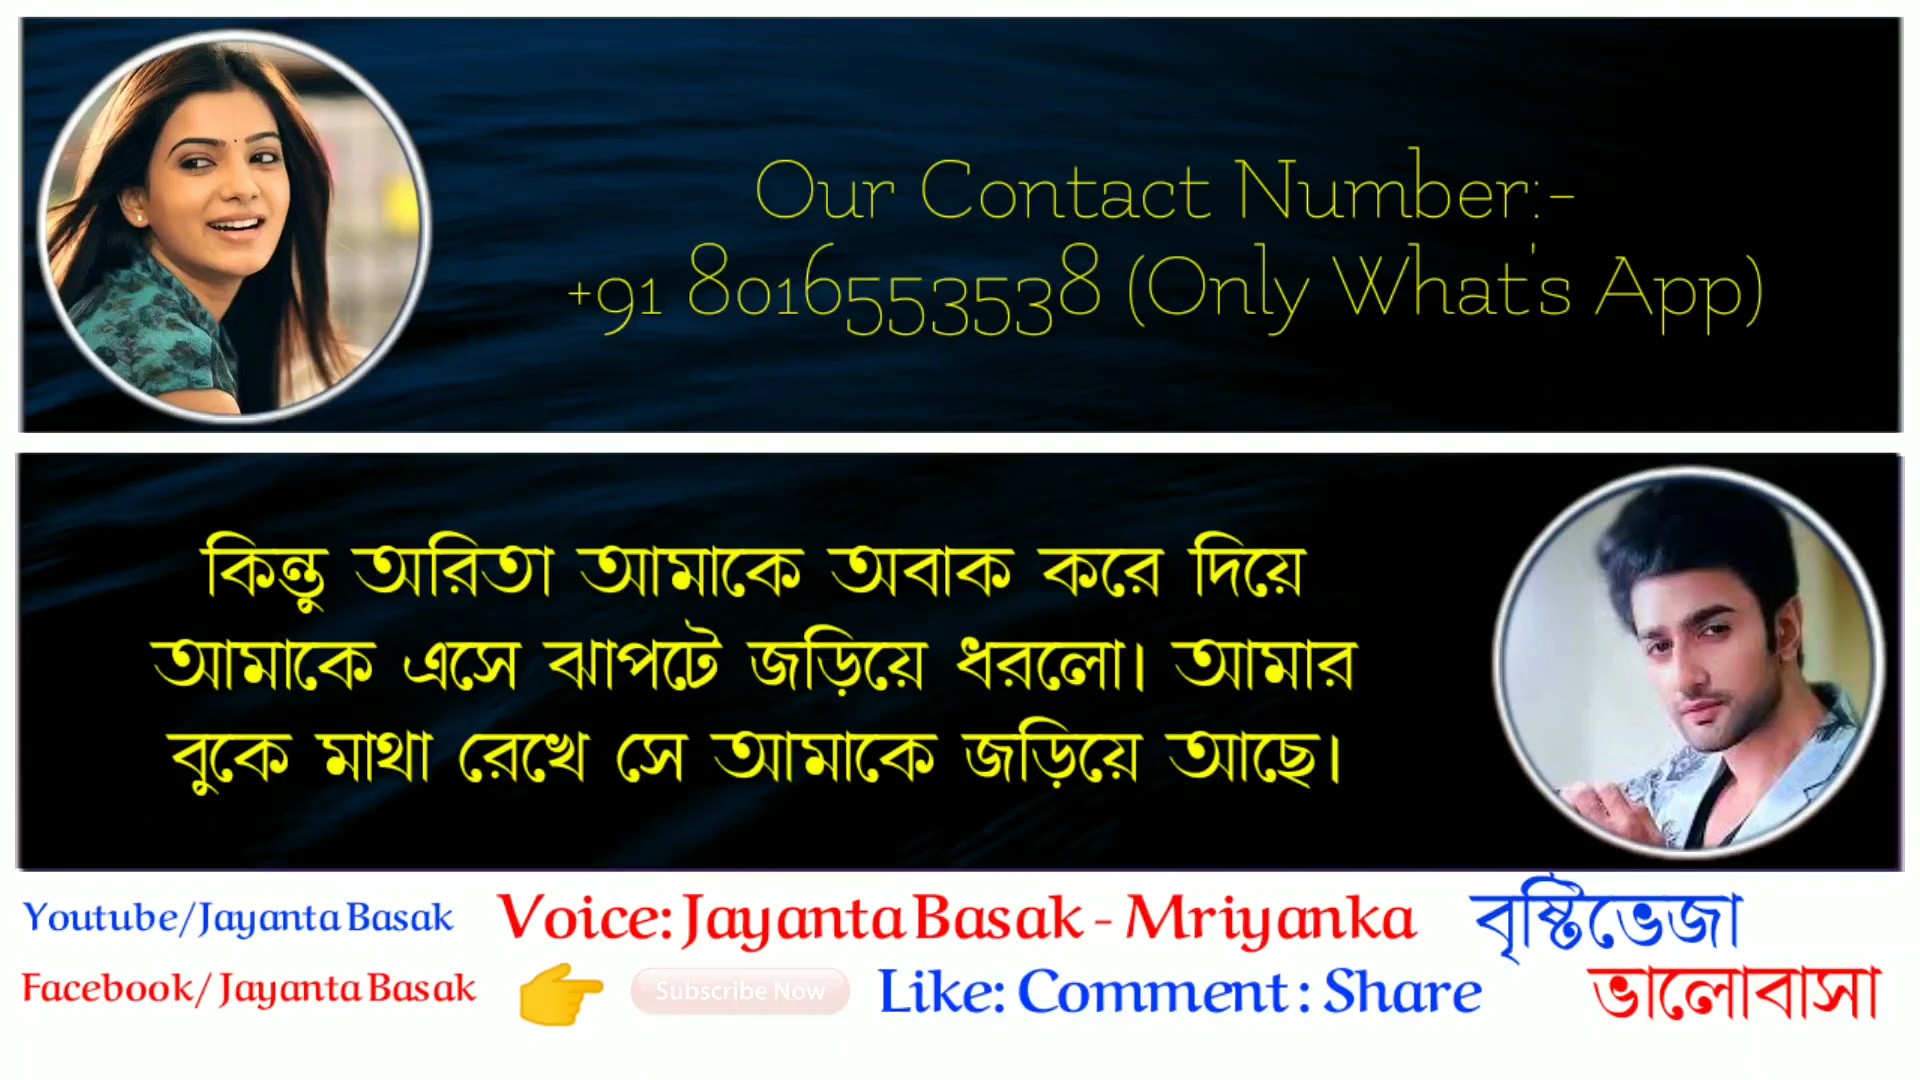 Our Contact Number:-
+91 8016553538 (Only What's App)
কিন্তু অরিতা আমাকে অবাক করে দিয়ে
আমাকে এসে ঝাপটে জড়িয়ে ধরলো। আমার
বুকে মাথা রেখে সে আমাকে জড়িয়ে আছে।
Youtube/Jayanta Basak
Voice: Jayanta Basak - Mriyanka
বৃষ্টিভেজা
Facebook/ Jayanta Basak
Subscribe Now
Like: Comment : Share
ভালোবাসা